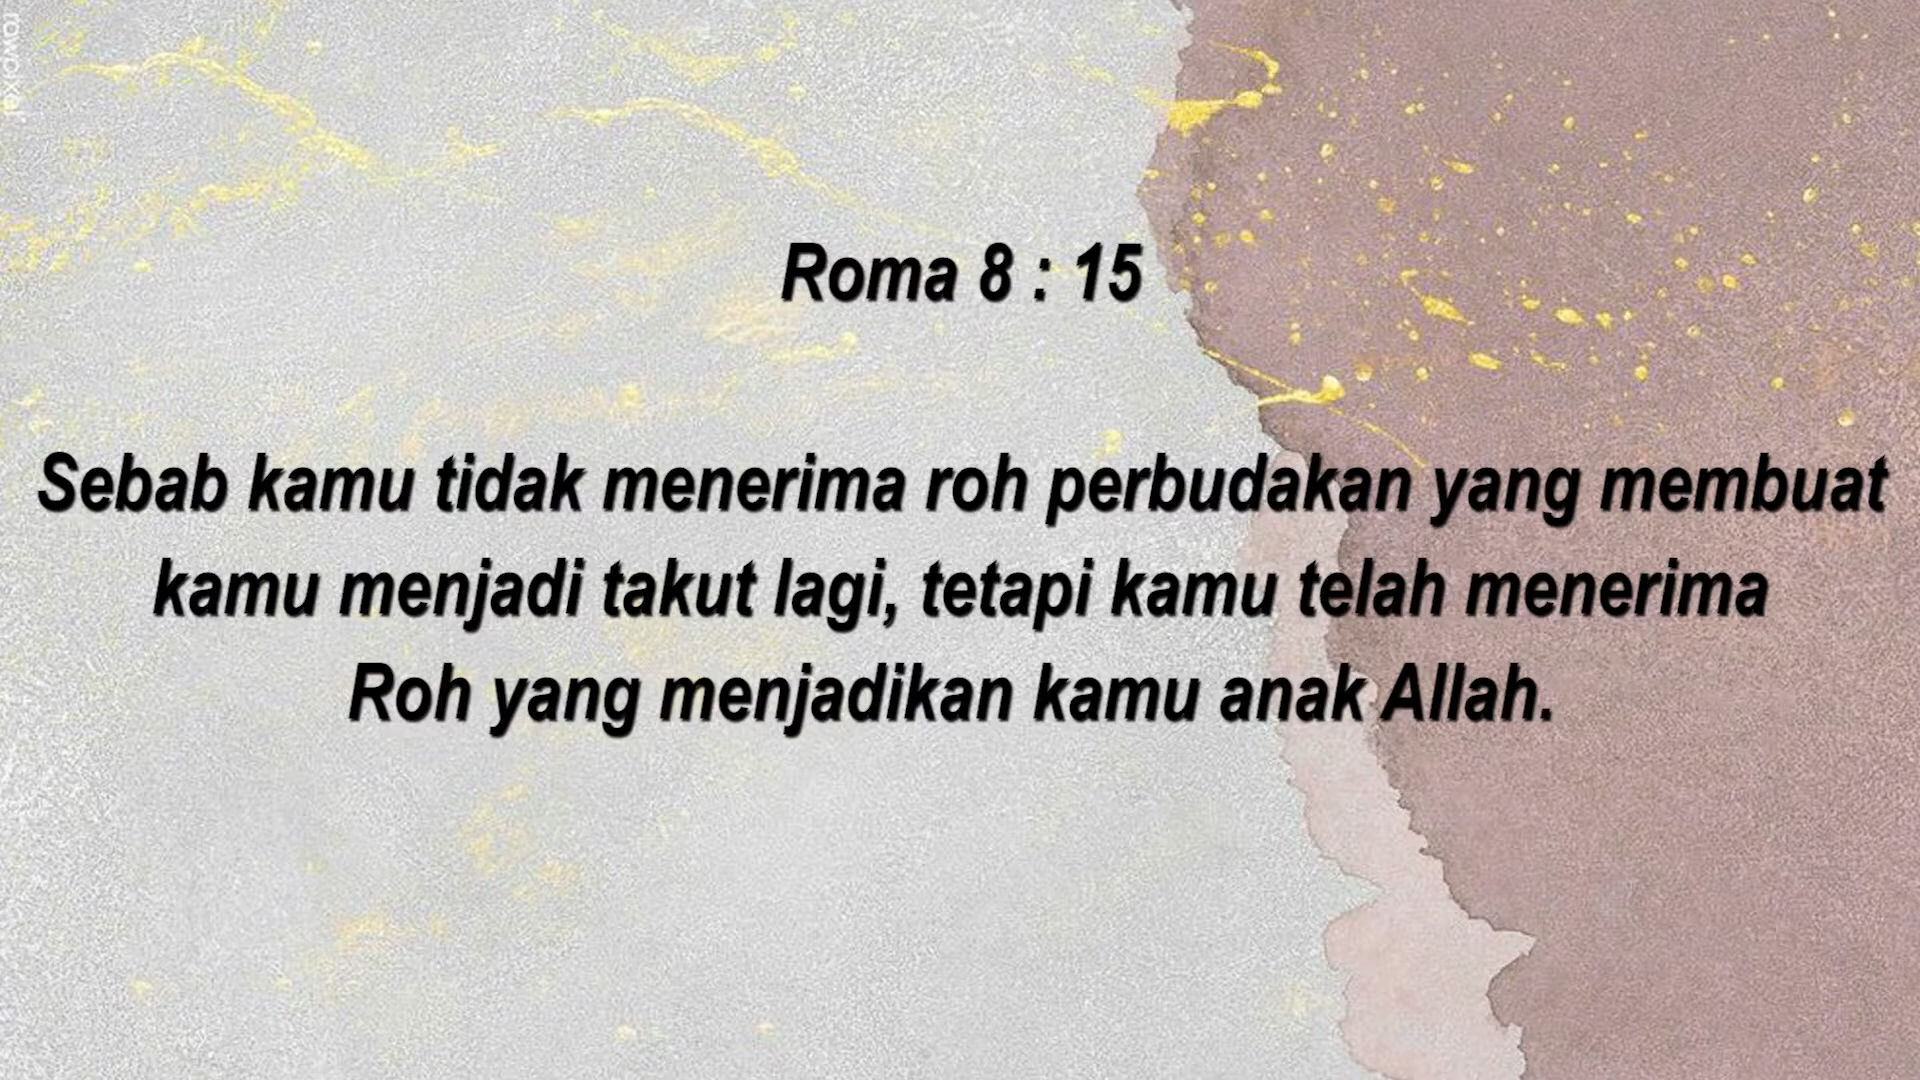 rawpixel
Roma 8 : 15
Sebab kamu tidak menerima roh perbudakan yang membuat
kamu menjadi takut lagi, tetapi kamu telah menerima
Roh yang menjadikan kamu anak Allah.